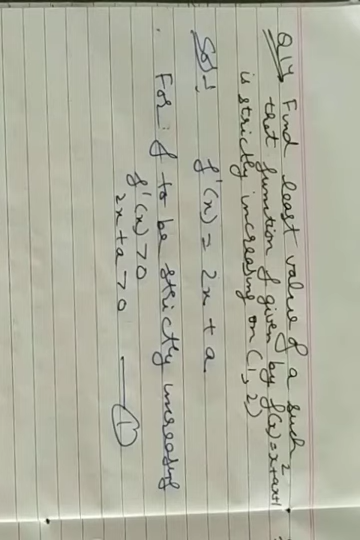 Q14 Find least value of a such
that function f given by f(x)=x²+ax+1
is strictly increasing on (1, 2)
Sol-! f'(x) = 2x + a.
For f to be strictly increasing
f'(x) > 0
2x + a > 0 — ①